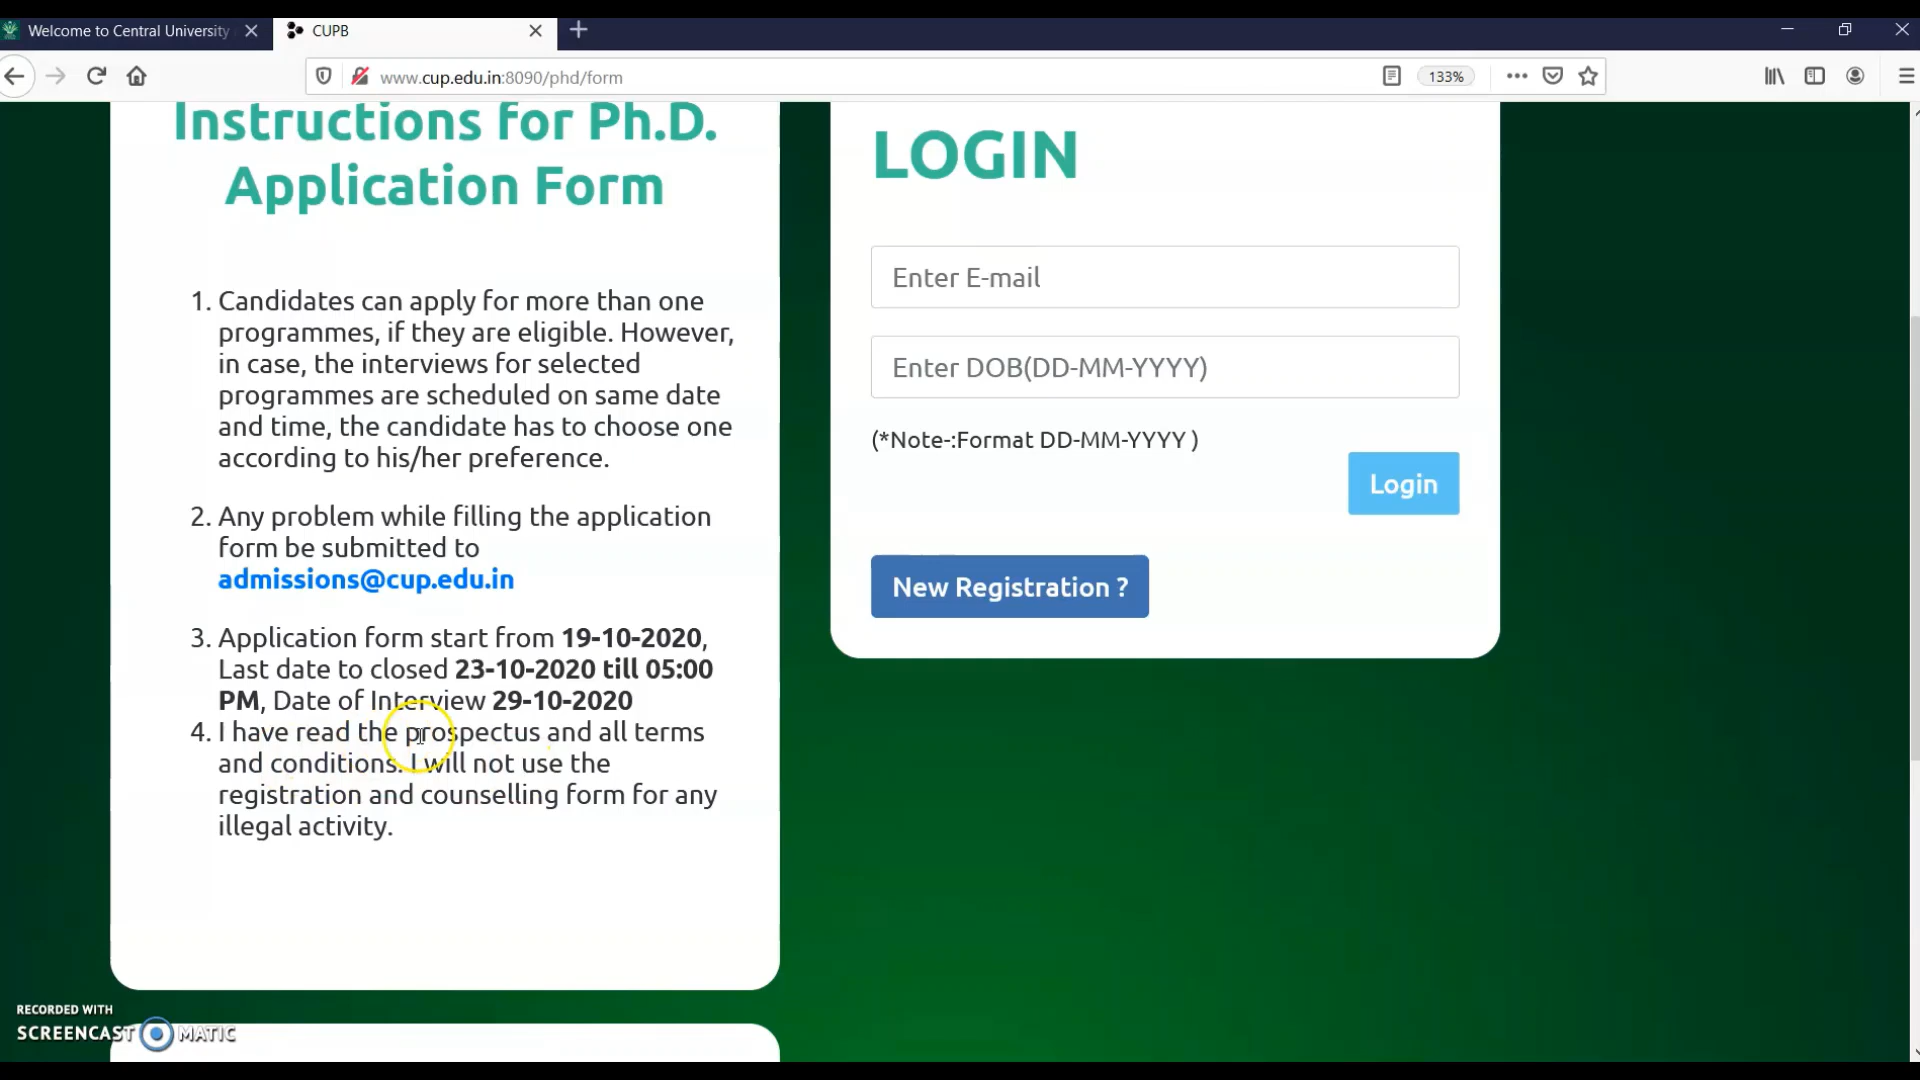 Welcome to Central University
CUPB
www.cup.edu.in:8090/phd/form
133%
Instructions for Ph.D.
Application Form
1. Candidates can apply for more than one
programmes, if they are eligible. However,
in case, the interviews for selected
programmes are scheduled on same date
and time, the candidate has to choose one
according to his/her preference.
2. Any problem while filling the application
form be submitted to
admissions@cup.edu.in
3. Application form start from 19-10-2020,
Last date to closed 23-10-2020 till 05:00
PM, Date of Interview 29-10-2020
4. I have read the prospectus and all terms
and conditions. I will not use the
registration and counselling form for any
illegal activity.
LOGIN
Enter E-mail
Enter DOB(DD-MM-YYYY)
(*Note-:Format DD-MM-YYYY )
Login
New Registration ?
RECORDED WITH
SCREENCAST MATIC